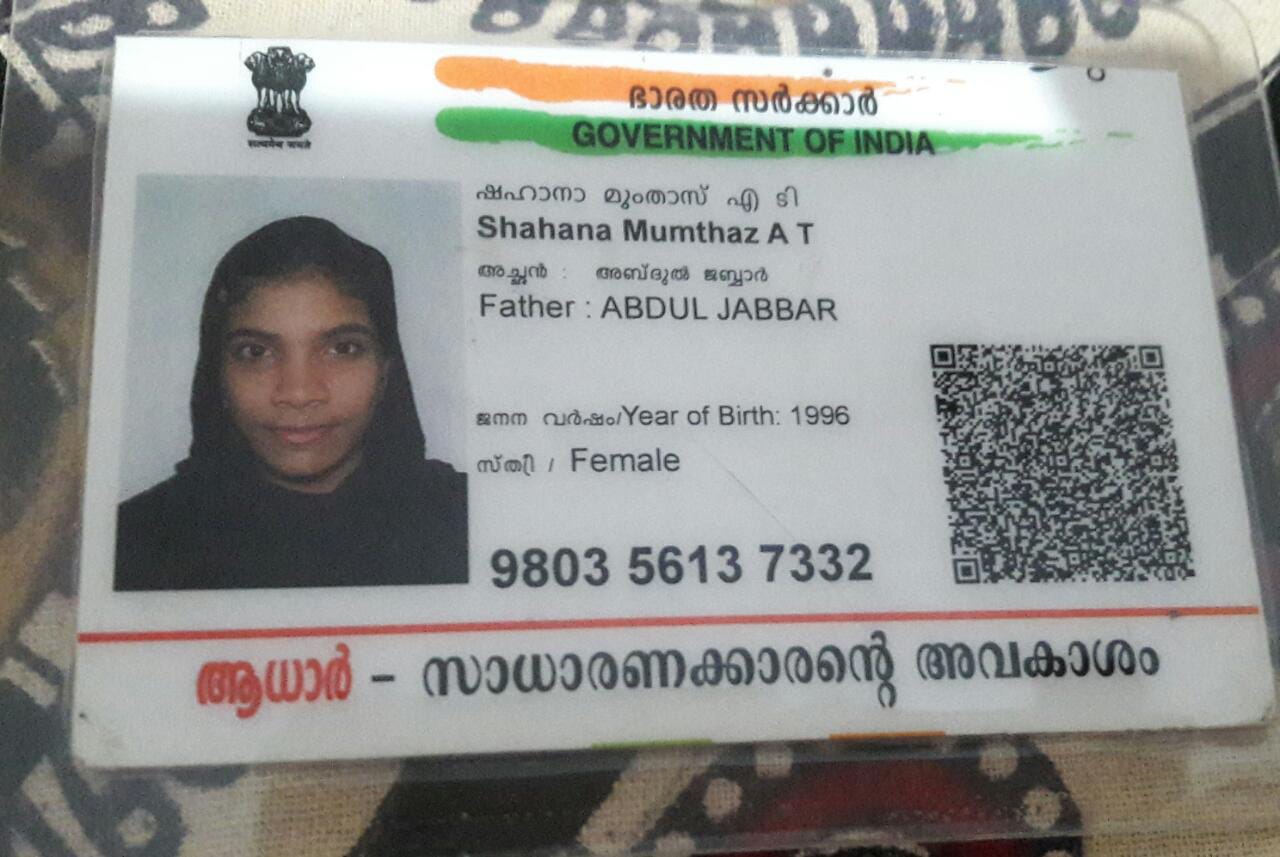 ഭാരത സർക്കാർ
GOVERNMENT OF INDIA
सत्यमेव जयते
ഷഹാനാ മുംതാസ് എ ടി
Shahana Mumthaz A T
അച്ഛൻ : അബ്ദുൽ ജബ്ബാർ
Father : ABDUL JABBAR
ജനന വർഷം/Year of Birth: 1996
സ്ത്രീ / Female
9803 5613 7332
ആധാർ – സാധാരണക്കാരന്റെ അവകാശം